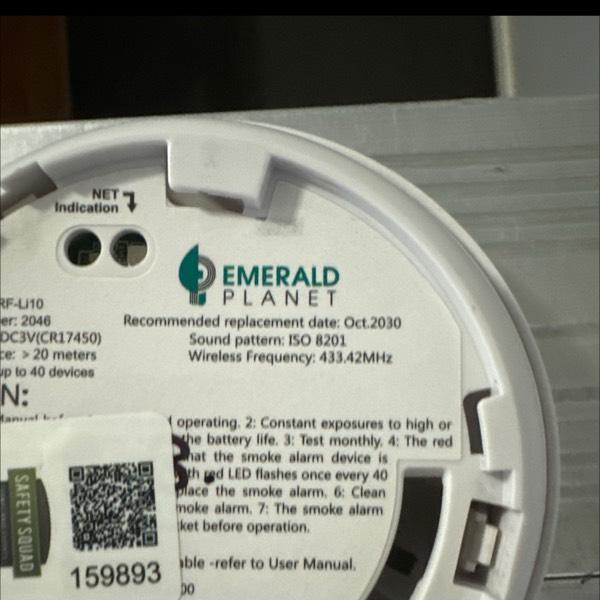 NET
Indication
EMERALD
PLANET
RF-LI10
er: 2046
Recommended replacement date: Oct.2030
DC3V(CR17450)
Sound pattern: ISO 8201
ce: > 20 meters
Wireless Frequency: 433.42MHz
up to 40 devices
N:
operating. 2: Constant exposures to high or
the battery life. 3: Test monthly. 4: The red
hat the smoke alarm device is
th red LED flashes once every 40
place the smoke alarm. 6: Clean
moke alarm. 7: The smoke alarm
ket before operation.
able -refer to User Manual.
00
SAFETY SQUAD
159893